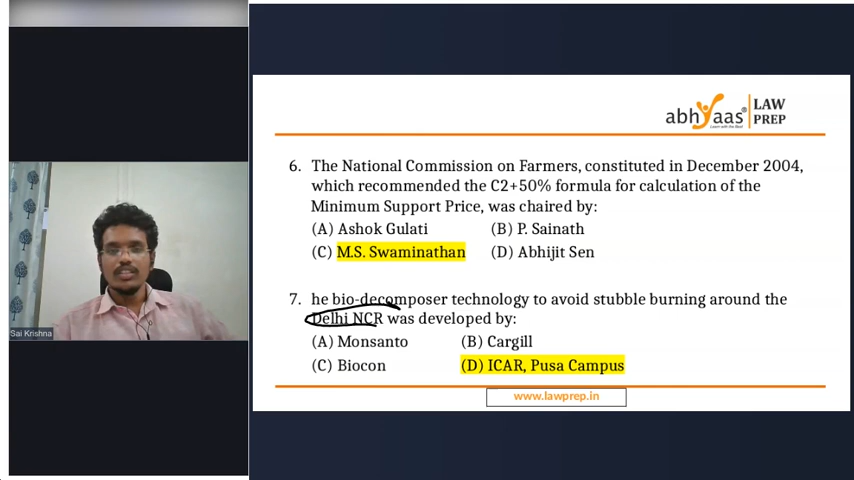 abhyaas
LAW
PREP
6. The National Commission on Farmers, constituted in December 2004,
which recommended the C2+50% formula for calculation of the
Minimum Support Price, was chaired by:
(A) Ashok Gulati (B) P. Sainath
(C) M.S. Swaminathan (D) Abhijit Sen
7. he bio-decomposer technology to avoid stubble burning around the
Delhi NCR was developed by:
(A) Monsanto (B) Cargill
(C) Biocon (D) ICAR, Pusa Campus
www.lawprep.in
Sai Krishna